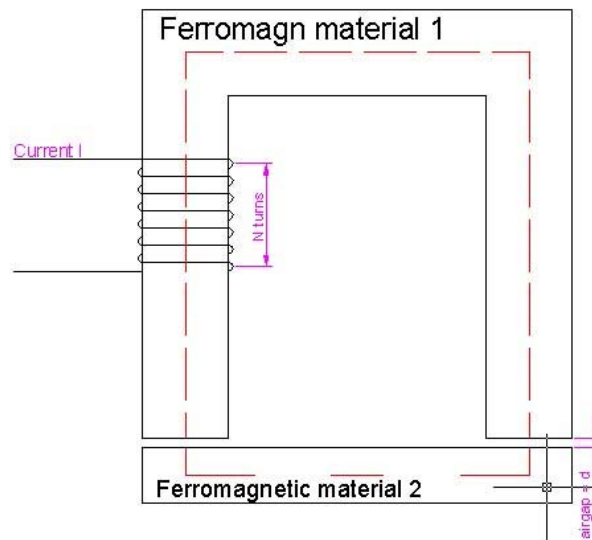 Ferromagn material 1
Current I
N turns
Ferromagnetic material 2
airgap = d